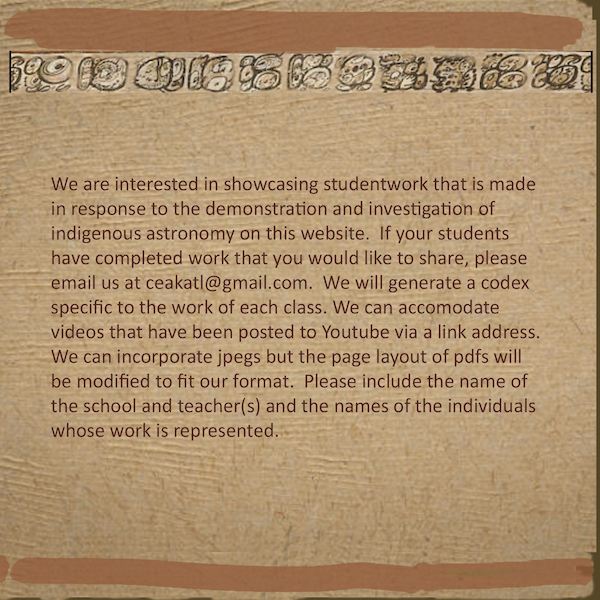 We are interested in showcasing studentwork that is made
in response to the demonstration and investigation of
indigenous astronomy on this website.  If your students
have completed work that you would like to share, please
email us at ceakatl@gmail.com.  We will generate a codex
specific to the work of each class. We can accomodate
videos that have been posted to Youtube via a link address.
We can incorporate jpegs but the page layout of pdfs will
be modified to fit our format.  Please include the name of
the school and teacher(s) and the names of the individuals
whose work is represented.